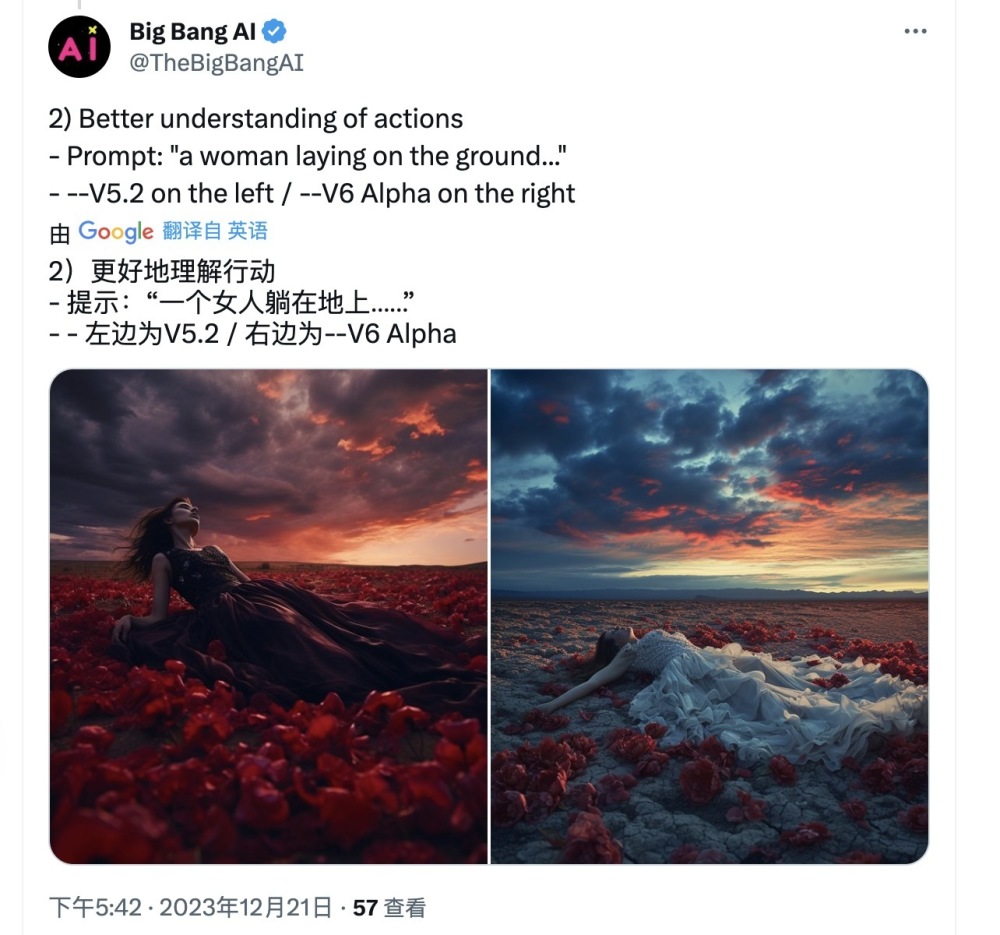 AI
Big Bang AI
@TheBigBangAI
2) Better understanding of actions
- Prompt: "a woman laying on the ground..."
- --V5.2 on the left / --V6 Alpha on the right
由 Google 翻译自 英语
2）更好地理解行动
- 提示：“一个女人躺在地上……”
- - 左边为V5.2 / 右边为--V6 Alpha
下午5:42 · 2023年12月21日 · 57 查看